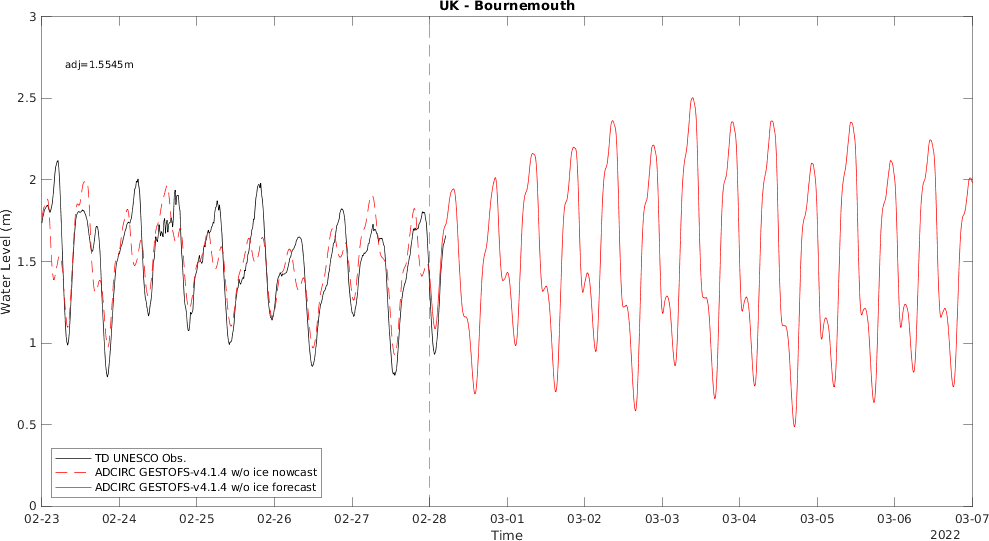 UK - Bournemouth
adj=1.5545m
3
2.5
2
1.5
1
0.5
0
Water Level (m)
TD UNESCO Obs.
ADCIRC GESTOFS-v4.1.4 w/o ice nowcast
ADCIRC GESTOFS-v4.1.4 w/o ice forecast
02-23 02-24 02-25 02-26 02-27 02-28 03-01 03-02 03-03 03-04 03-05 03-06 03-07
Time
2022